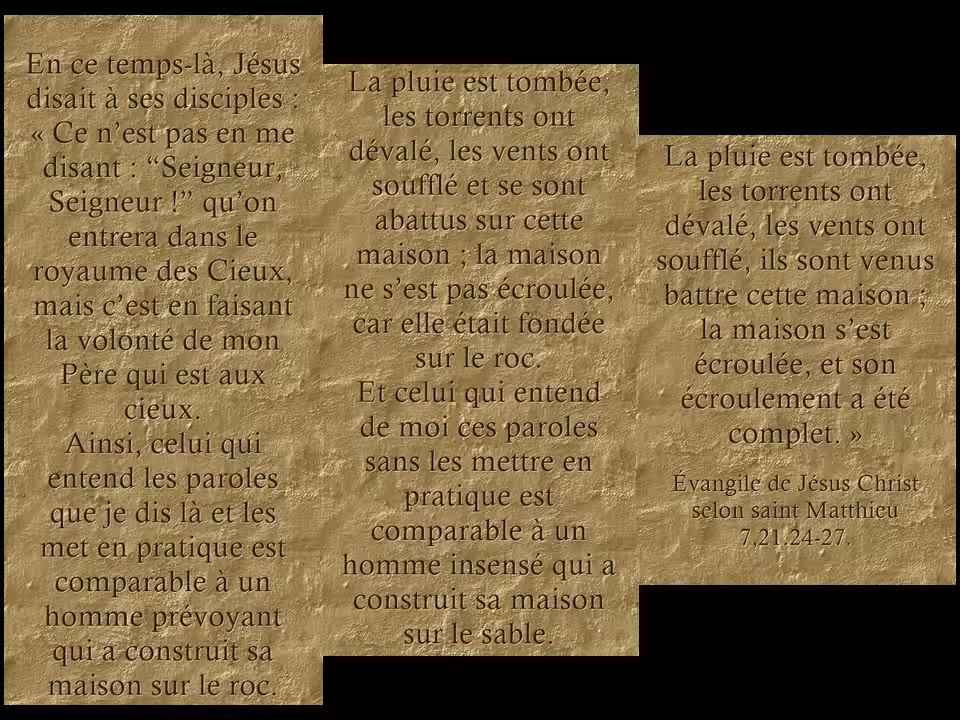 En ce temps-là, Jésus
disait à ses disciples :
« Ce n’est pas en me
disant : “Seigneur,
Seigneur !” qu’on
entrera dans le
royaume des Cieux,
mais c’est en faisant
la volonté de mon
Père qui est aux
cieux.
Ainsi, celui qui
entend les paroles
que je dis là et les
met en pratique est
comparable à un
homme prévoyant
qui a construit sa
maison sur le roc.
La pluie est tombée,
les torrents ont
dévalé, les vents ont
soufflé et se sont
abattus sur cette
maison ; la maison
ne s’est pas écroulée,
car elle était fondée
sur le roc.
Et celui qui entend
de moi ces paroles
sans les mettre en
pratique est
comparable à un
homme insensé qui a
construit sa maison
sur le sable.
La pluie est tombée,
les torrents ont
dévalé, les vents ont
soufflé, ils sont venus
battre cette maison ;
la maison s’est
écroulée, et son
écroulement a été
complet. »
Évangile de Jésus Christ
selon saint Matthieu
7,21.24-27.